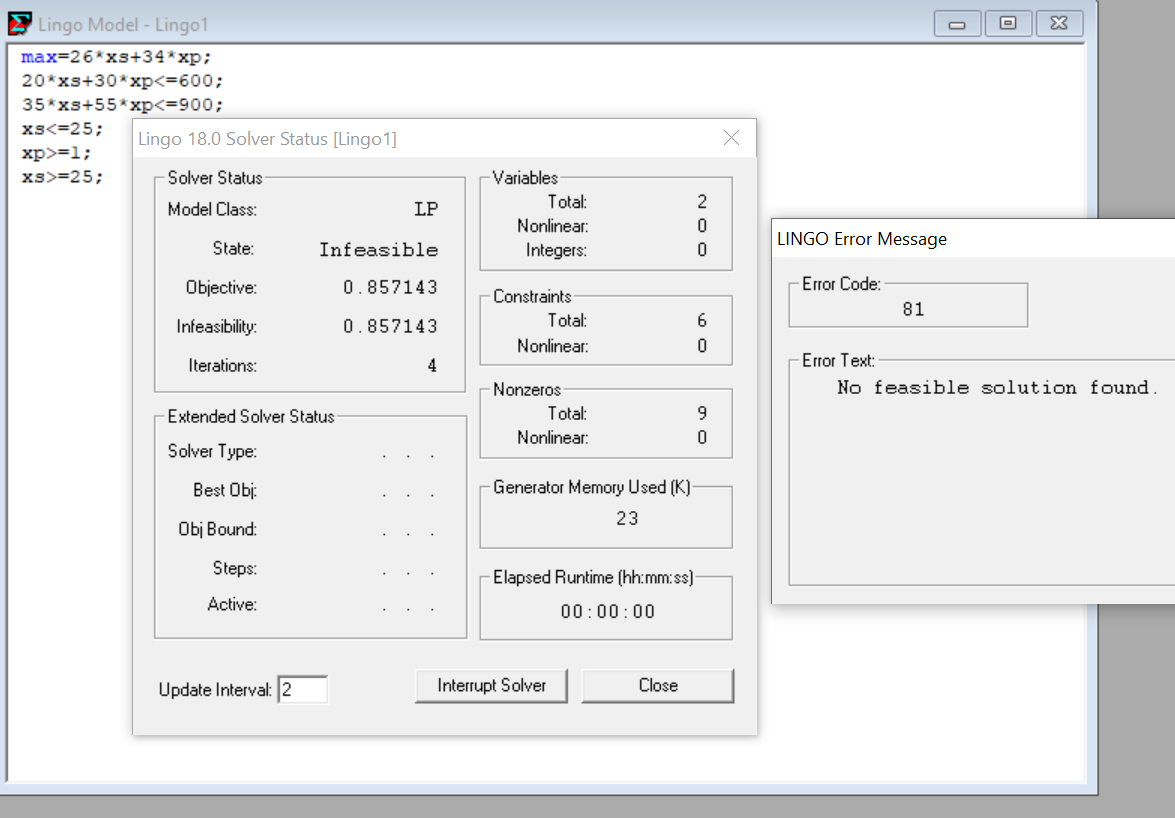 Lingo Model - Lingo1
max=26*xs+34*xp;
20*xs+30*xp<=600;
35*xs+55*xp<=900;
xs<=25;
xp>=1;
xs>=25;
Lingo 18.0 Solver Status [Lingo1]
Solver Status
Model Class: LP
State: Infeasible
Objective: 0.857143
Infeasibility: 0.857143
Iterations: 4
Extended Solver Status
Solver Type: . . .
Best Obj: . . .
Obj Bound: . . .
Steps: . . .
Active: . . .
Variables
Total: 2
Nonlinear: 0
Integers: 0
Constraints
Total: 6
Nonlinear: 0
Nonzeros
Total: 9
Nonlinear: 0
Generator Memory Used (K)
23
Elapsed Runtime (hh:mm:ss)
00:00:00
Update Interval: 2
Interrupt Solver
Close
LINGO Error Message
Error Code:
81
Error Text:
No feasible solution found.